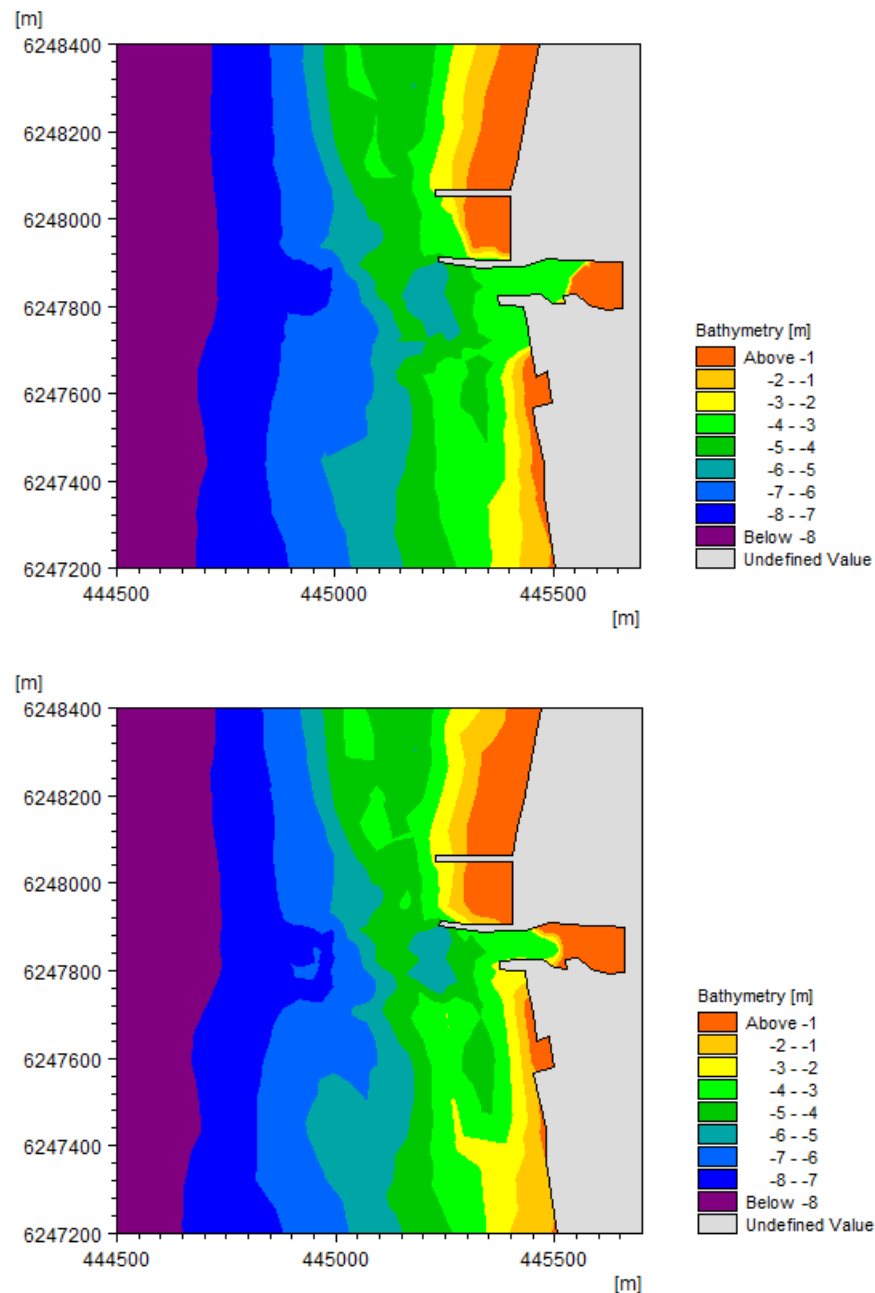 [m]
6248400
6248200
6248000
6247800
6247600
6247400
6247200
444500 445000 445500
[m]
Bathymetry [m]
Above -1
-2 - -1
-3 - -2
-4 - -3
-5 - -4
-6 - -5
-7 - -6
-8 - -7
Below -8
Undefined Value
[m]
6248400
6248200
6248000
6247800
6247600
6247400
6247200
444500 445000 445500
[m]
Bathymetry [m]
Above -1
-2 - -1
-3 - -2
-4 - -3
-5 - -4
-6 - -5
-7 - -6
-8 - -7
Below -8
Undefined Value